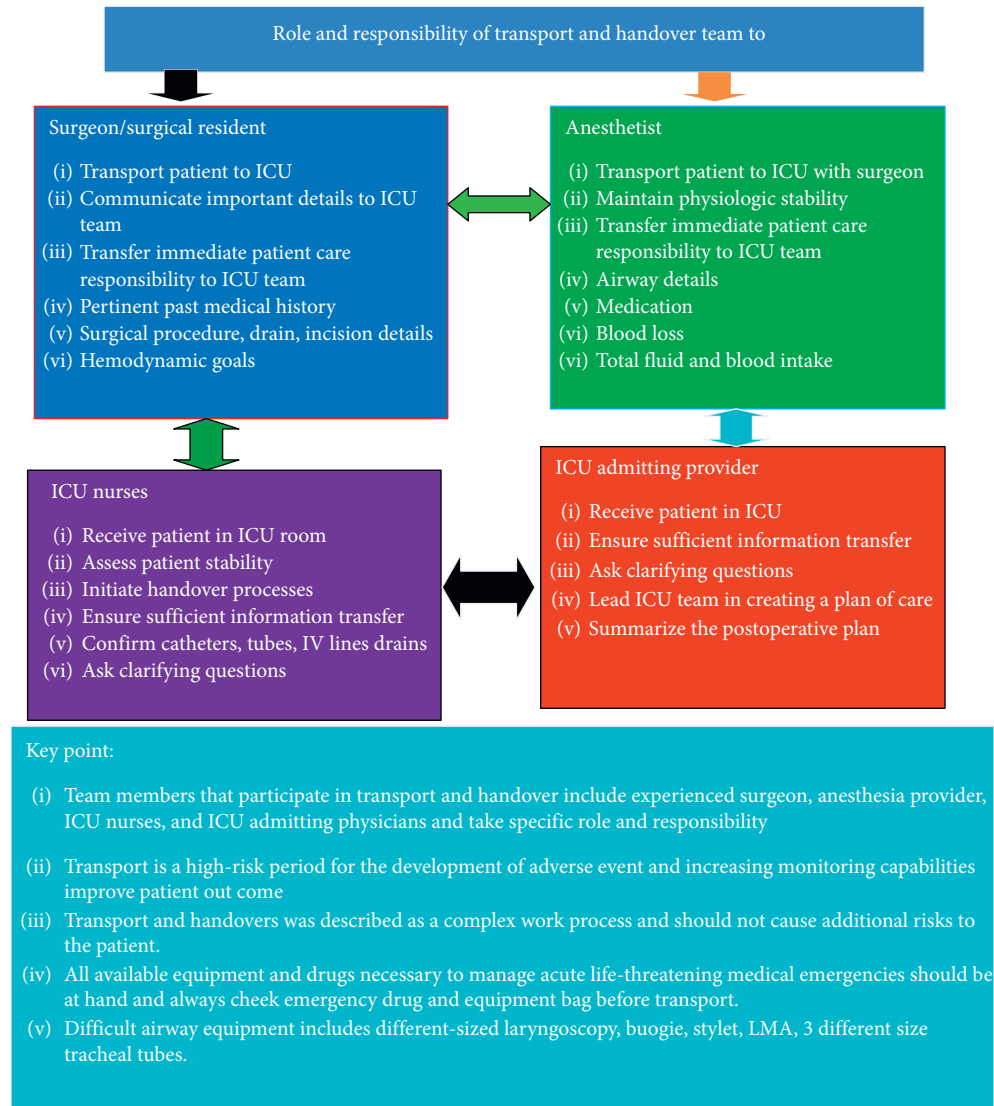 Role and responsibility of transport and handover team to
Surgeon/surgical resident
(i) Transport patient to ICU
(ii) Communicate important details to ICU
team
(iii) Transfer immediate patient care
responsibility to ICU team
(iv) Pertinent past medical history
(v) Surgical procedure, drain, incision details
(vi) Hemodynamic goals
Anesthetist
(i) Transport patient to ICU with surgeon
(ii) Maintain physiologic stability
(iii) Transfer immediate patient care
responsibility to ICU team
(iv) Airway details
(v) Medication
(vi) Blood loss
(vi) Total fluid and blood intake
ICU nurses
(i) Receive patient in ICU room
(ii) Assess patient stability
(iii) Initiate handover processes
(iv) Ensure sufficient information transfer
(v) Confirm catheters, tubes, IV lines drains
(vi) Ask clarifying questions
ICU admitting provider
(i) Receive patient in ICU
(ii) Ensure sufficient information transfer
(iii) Ask clarifying questions
(iv) Lead ICU team in creating a plan of care
(v) Summarize the postoperative plan
Key point:
(i) Team members that participate in transport and handover include experienced surgeon, anesthesia provider,
ICU nurses, and ICU admitting physicians and take specific role and responsibility
(ii) Transport is a high-risk period for the development of adverse event and increasing monitoring capabilities
improve patient out come
(iii) Transport and handovers was described as a complex work process and should not cause additional risks to
the patient.
(iv) All available equipment and drugs necessary to manage acute life-threatening medical emergencies should be
at hand and always cheek emergency drug and equipment bag before transport.
(v) Difficult airway equipment includes different-sized laryngoscopy, buogie, stylet, LMA, 3 different size
tracheal tubes.